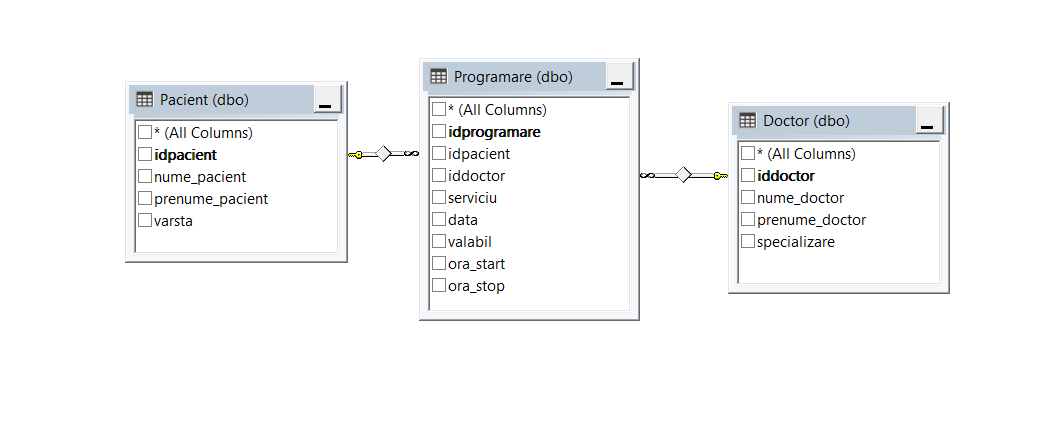 Pacient (dbo)
* (All Columns)
idpacient
nume_pacient
prenume_pacient
varsta
Programare (dbo)
* (All Columns)
idprogramare
idpacient
iddoctor
serviciu
data
valabil
ora_start
ora_stop
Doctor (dbo)
* (All Columns)
iddoctor
nume_doctor
prenume_doctor
specializare